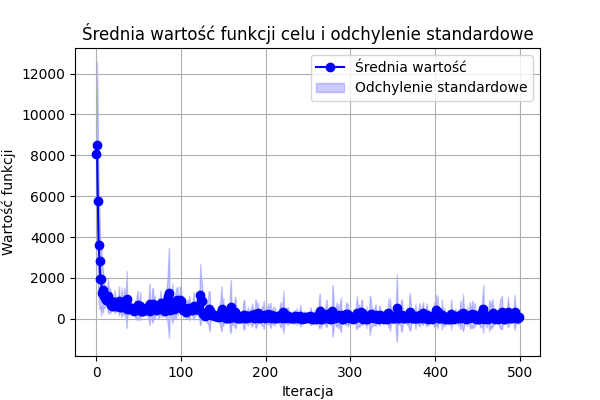 Średnia wartość funkcji celu i odchylenie standardowe
Średnia wartość
Odchylenie standardowe
Wartość funkcji
12000
10000
8000
6000
4000
2000
0
0 100 200 300 400 500
Iteracja